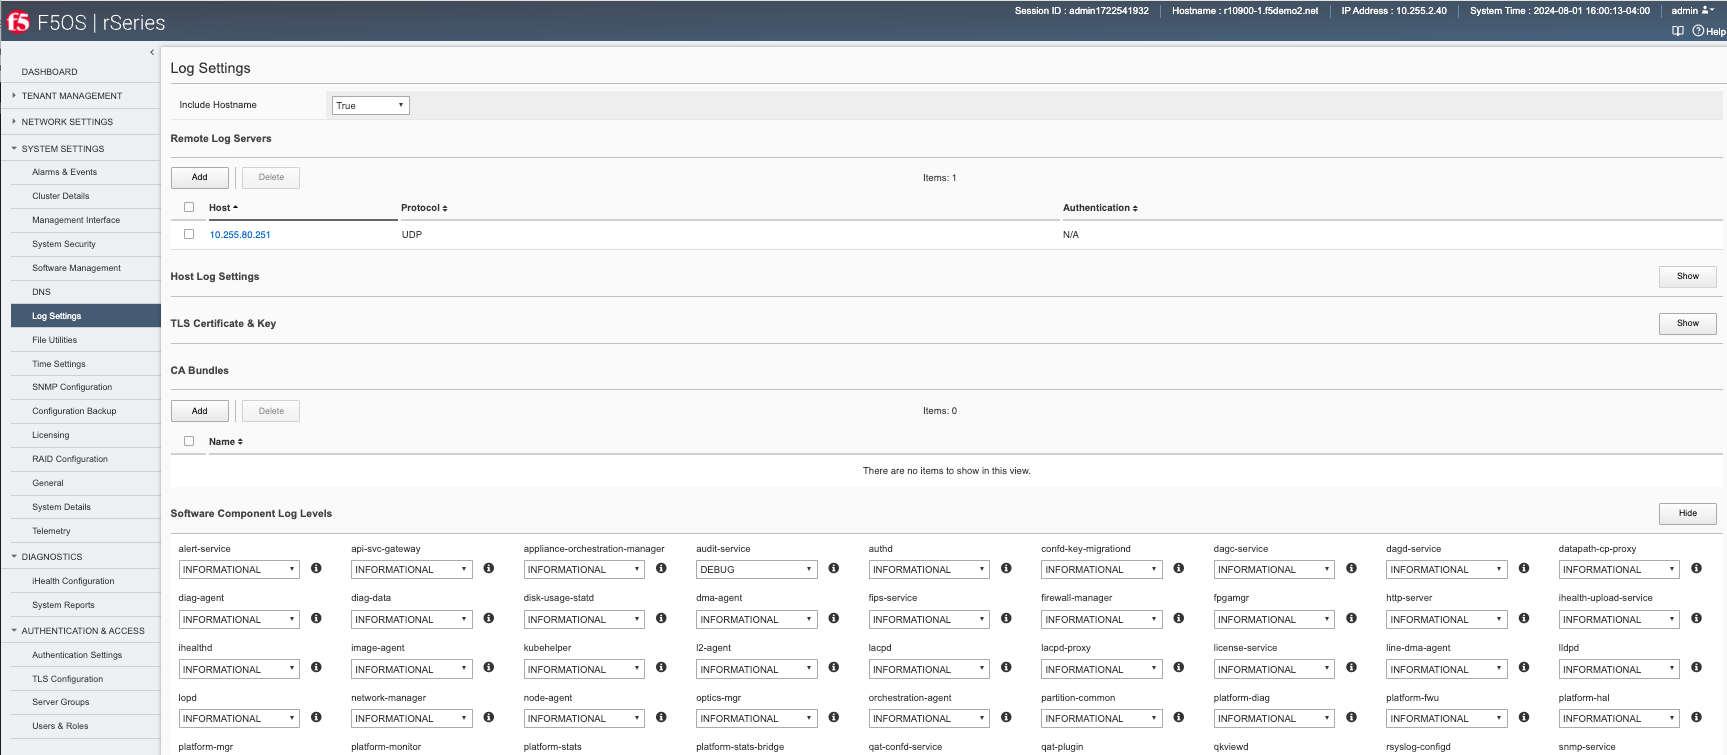 Session ID : admin1722541932 Hostname : r10900-1.f5demo2.net IP Address : 10.255.2.40 System Time : 2024-08-01 16:00:13-04:00 admin
f5 F5OS | rSeries
Help
DASHBOARD
TENANT MANAGEMENT
NETWORK SETTINGS
SYSTEM SETTINGS
Alarms & Events
Cluster Details
Management Interface
System Security
Software Management
DNS
Log Settings
File Utilities
Time Settings
SNMP Configuration
Configuration Backup
Licensing
RAID Configuration
General
System Details
Telemetry
DIAGNOSTICS
iHealth Configuration
System Reports
AUTHENTICATION & ACCESS
Authentication Settings
TLS Configuration
Server Groups
Users & Roles
Log Settings
Include Hostname True
Remote Log Servers
Add Delete Items: 1
Host Protocol Authentication
10.255.80.251 UDP N/A
Host Log Settings Show
TLS Certificate & Key Show
CA Bundles
Add Delete Items: 0
Name
There are no items to show in this view.
Software Component Log Levels Hide
alert-service api-svc-gateway appliance-orchestration-manager audit-service authd confd-key-migrationd dagc-service dagd-service datapath-cp-proxy
INFORMATIONAL INFORMATIONAL INFORMATIONAL DEBUG INFORMATIONAL INFORMATIONAL INFORMATIONAL INFORMATIONAL INFORMATIONAL
diag-agent diag-data disk-usage-statd dma-agent fips-service firewall-manager fpgamgr http-server ihealth-upload-service
INFORMATIONAL INFORMATIONAL INFORMATIONAL INFORMATIONAL INFORMATIONAL INFORMATIONAL INFORMATIONAL INFORMATIONAL INFORMATIONAL
ihealthd image-agent kubehelper l2-agent lacpd lacpd-proxy license-service line-dma-agent lldpd
INFORMATIONAL INFORMATIONAL INFORMATIONAL INFORMATIONAL INFORMATIONAL INFORMATIONAL INFORMATIONAL INFORMATIONAL INFORMATIONAL
lopd network-manager node-agent optics-mgr orchestration-agent partition-common platform-diag platform-fwu platform-hal
INFORMATIONAL INFORMATIONAL INFORMATIONAL INFORMATIONAL INFORMATIONAL INFORMATIONAL INFORMATIONAL INFORMATIONAL INFORMATIONAL
platform-mgr platform-monitor platform-stats platform-stats-bridge qat-confd-service qat-plugin qkviewd rsyslog-configd snmp-service